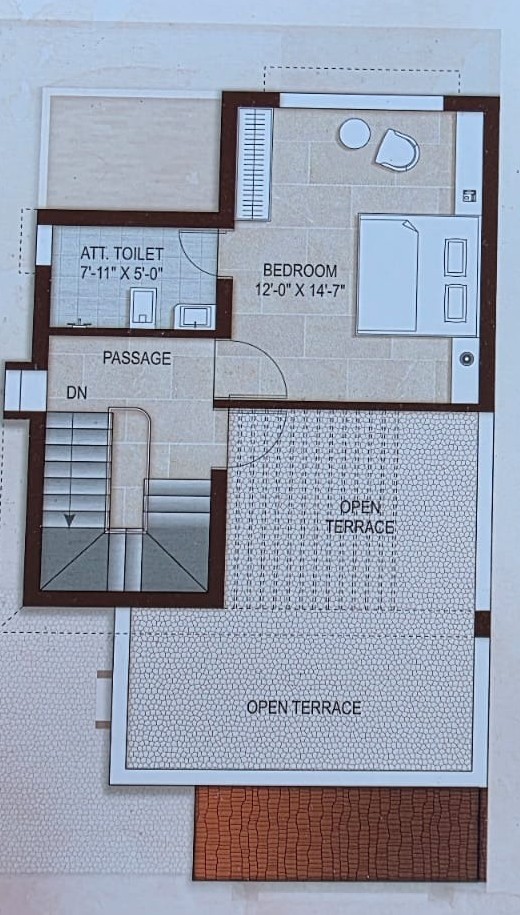 ATT. TOILET
7'-11" X 5'-0"
BEDROOM
12'-0" X 14'-7"
PASSAGE
DN
OPEN
TERRACE
OPEN TERRACE